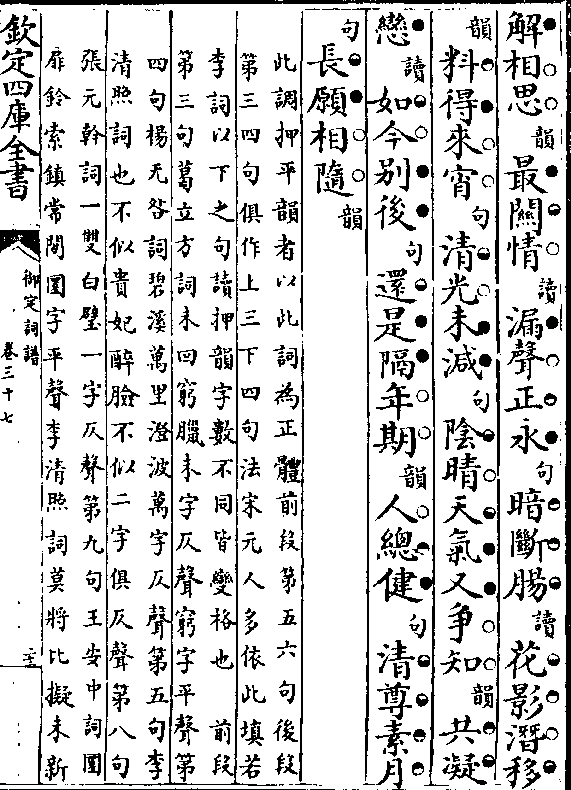 解相思韻最關情讀漏聲正永句暗斷腸讀花影潛移
韻料得來宵句清光未減句陰晴天氣又爭知韻共凝
戀讀如今别後句還是隔年期韻人總健句清尊素月
句長願相隨韻
此調押平韻者以此詞為正體前段第五六句後段
第三四句俱作上三下四句法宋元人多依此填若
李詞以下之句讀押韻字數不同皆變格也 前段
第三句葛立方詞未回窮臘未字仄聲窮字平聲第
四句楊无咎詞碧溪萬里澄波萬字仄聲第五句李
清照詞也不似貴妃醉臉不似二字俱仄聲第八句
張元幹詞一雙白璧一字仄聲第九句王安中詞圜
扉鈴索鎮常閒圜字平聲李清照詞莫將比擬未新
欽定四庫全書
御定詞譜
卷三十七